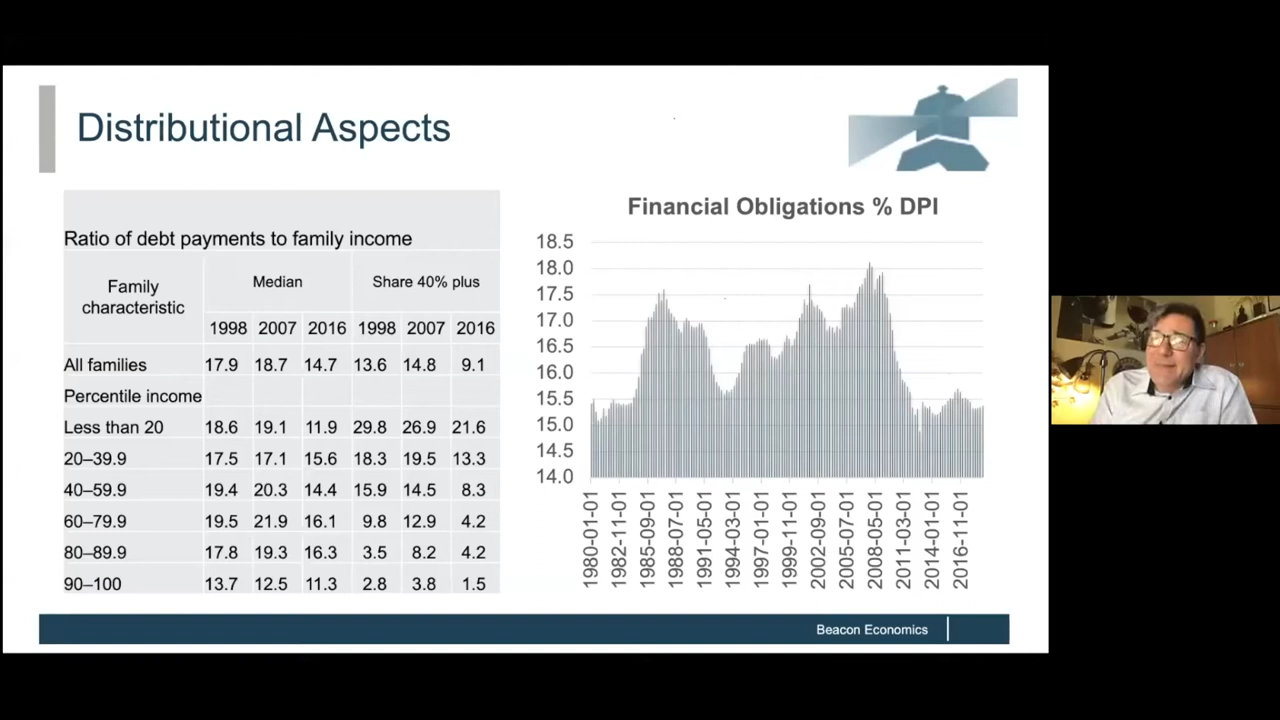 Distributional Aspects
Ratio of debt payments to family income
Family characteristic Median Share 40% plus
1998 2007 2016 1998 2007 2016
All families 17.9 18.7 14.7 13.6 14.8 9.1
Percentile income
Less than 20 18.6 19.1 11.9 29.8 26.9 21.6
20–39.9 17.5 17.1 15.6 18.3 19.5 13.3
40–59.9 19.4 20.3 14.4 15.9 14.5 8.3
60–79.9 19.5 21.9 16.1 9.8 12.9 4.2
80–89.9 17.8 19.3 16.3 3.5 8.2 4.2
90–100 13.7 12.5 11.3 2.8 3.8 1.5
Financial Obligations % DPI
18.5
18.0
17.5
17.0
16.5
16.0
15.5
15.0
14.5
14.0
1980-01-01
1982-11-01
1985-09-01
1988-07-01
1991-05-01
1994-03-01
1997-01-01
1999-11-01
2002-09-01
2005-07-01
2008-05-01
2011-03-01
2014-01-01
2016-11-01
Beacon Economics